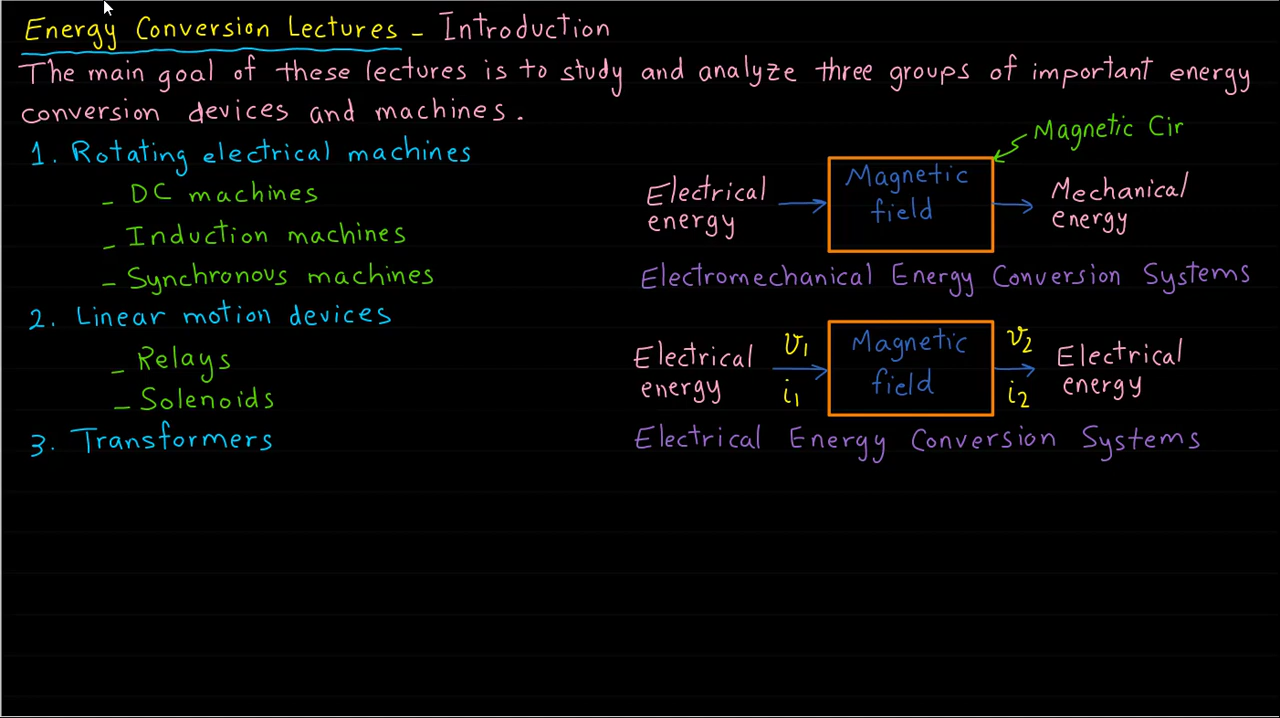 Energy Conversion Lectures - Introduction
The main goal of these lectures is to study and analyze three groups of important energy
conversion devices and machines.
1. Rotating electrical machines
- DC machines
- Induction machines
- Synchronous machines
2. Linear motion devices
- Relays
- Solenoids
3. Transformers
Magnetic Cir
Electrical
energy
Magnetic
field
Mechanical
energy
Electromechanical Energy Conversion Systems
Electrical
energy
v1
i1
Magnetic
field
v2
i2
Electrical
energy
Electrical Energy Conversion Systems